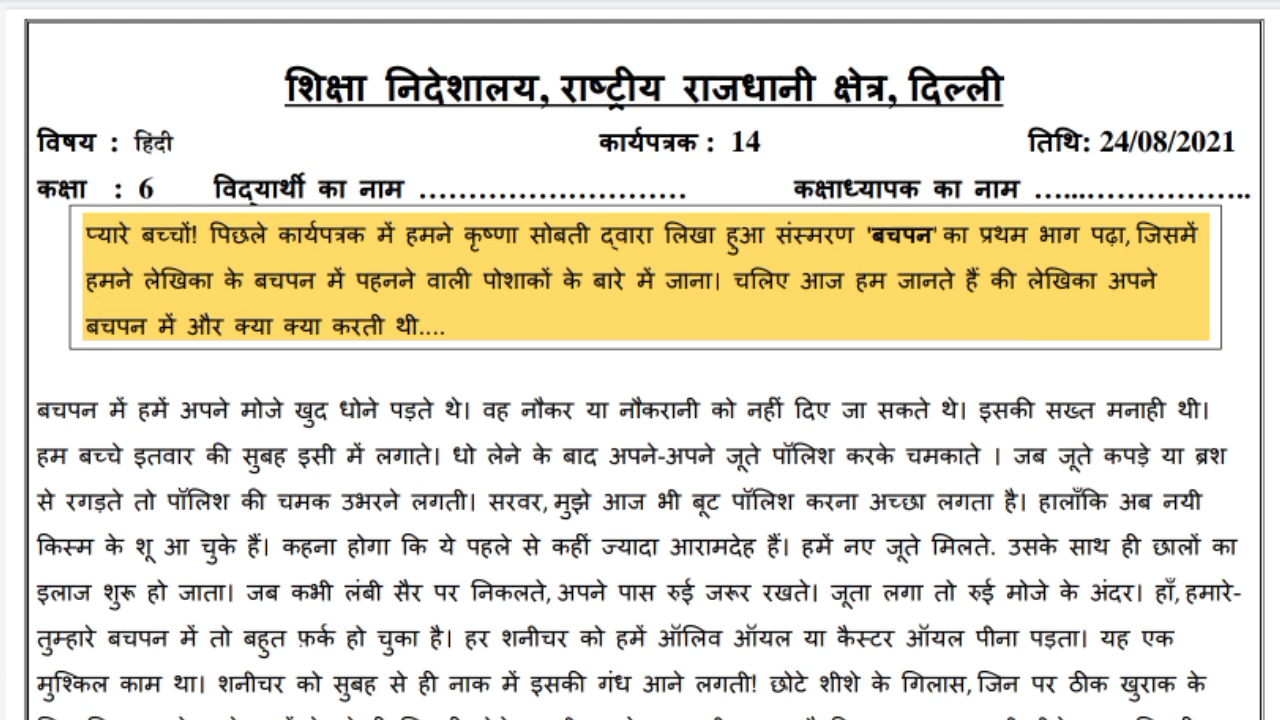 शिक्षा निदेशालय, राष्ट्रीय राजधानी क्षेत्र, दिल्ली
विषय : हिंदी कार्यपत्रक : 14 तिथि: 24/08/2021
कक्षा : 6 विद्यार्थी का नाम ............................ कक्षाध्यापक का नाम ..........................
प्यारे बच्चों! पिछले कार्यपत्रक में हमने कृष्णा सोबती द्वारा लिखा हुआ संस्मरण 'बचपन' का प्रथम भाग पढ़ा, जिसमें
हमने लेखिका के बचपन में पहनने वाली पोशाकों के बारे में जाना। चलिए आज हम जानते हैं की लेखिका अपने
बचपन में और क्या क्या करती थी....
बचपन में हमें अपने मोजे खुद धोने पड़ते थे। वह नौकर या नौकरानी को नहीं दिए जा सकते थे। इसकी सख्त मनाही थी।
हम बच्चे इतवार की सुबह इसी में लगाते। धो लेने के बाद अपने-अपने जूते पॉलिश करके चमकाते । जब जूते कपड़े या ब्रश
से रगड़ते तो पॉलिश की चमक उभरने लगती। सरवर, मुझे आज भी बूट पॉलिश करना अच्छा लगता है। हालाँकि अब नयी
किस्म के शू आ चुके हैं। कहना होगा कि ये पहले से कहीं ज्यादा आरामदेह हैं। हमें नए जूते मिलते. उसके साथ ही छालों का
इलाज शुरू हो जाता। जब कभी लंबी सैर पर निकलते, अपने पास रुई जरूर रखते। जूता लगा तो रुई मोजे के अंदर। हाँ, हमारे-
तुम्हारे बचपन में तो बहुत फ़र्क हो चुका है। हर शनीचर को हमें ऑलिव ऑयल या कैस्टर ऑयल पीना पड़ता। यह एक
मुश्किल काम था। शनीचर को सुबह से ही नाक में इसकी गंध आने लगती! छोटे शीशे के गिलास, जिन पर ठीक खुराक के